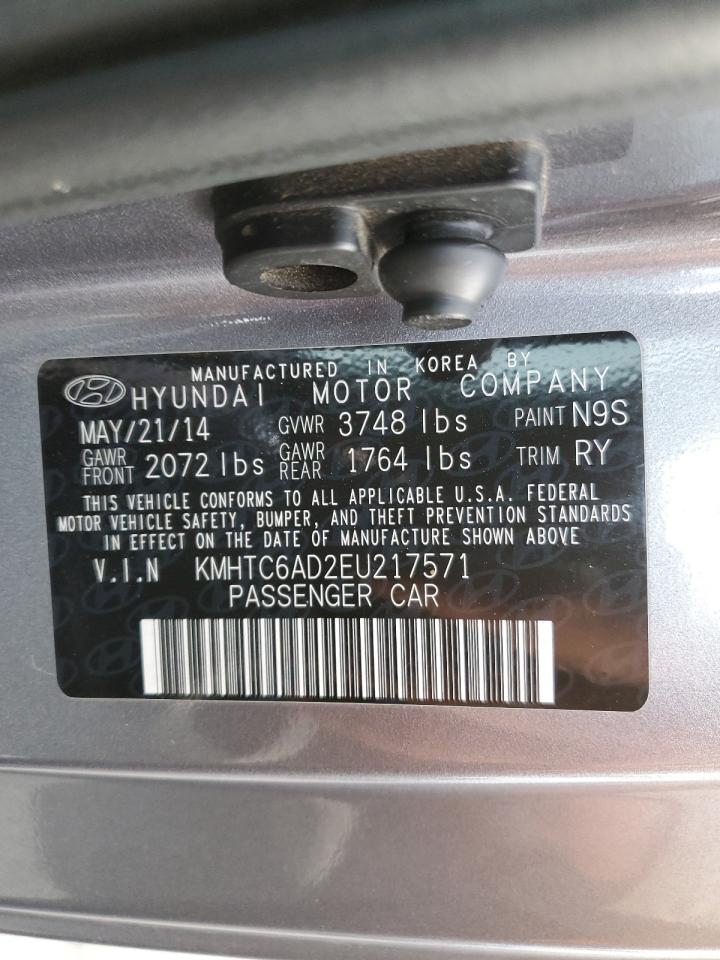 MANUFACTURED IN KOREA BY
HYUNDAI MOTOR COMPANY
MAY/21/14 GVWR 3748 lbs PAINT N9S
GAWR FRONT 2072 lbs GAWR REAR 1764 lbs TRIM RY
THIS VEHICLE CONFORMS TO ALL APPLICABLE U.S.A. FEDERAL
MOTOR VEHICLE SAFETY, BUMPER, AND THEFT PREVENTION STANDARDS
IN EFFECT ON THE DATE OF MANUFACTURE SHOWN ABOVE
V.I.N KMHTC6AD2EU217571
PASSENGER CAR